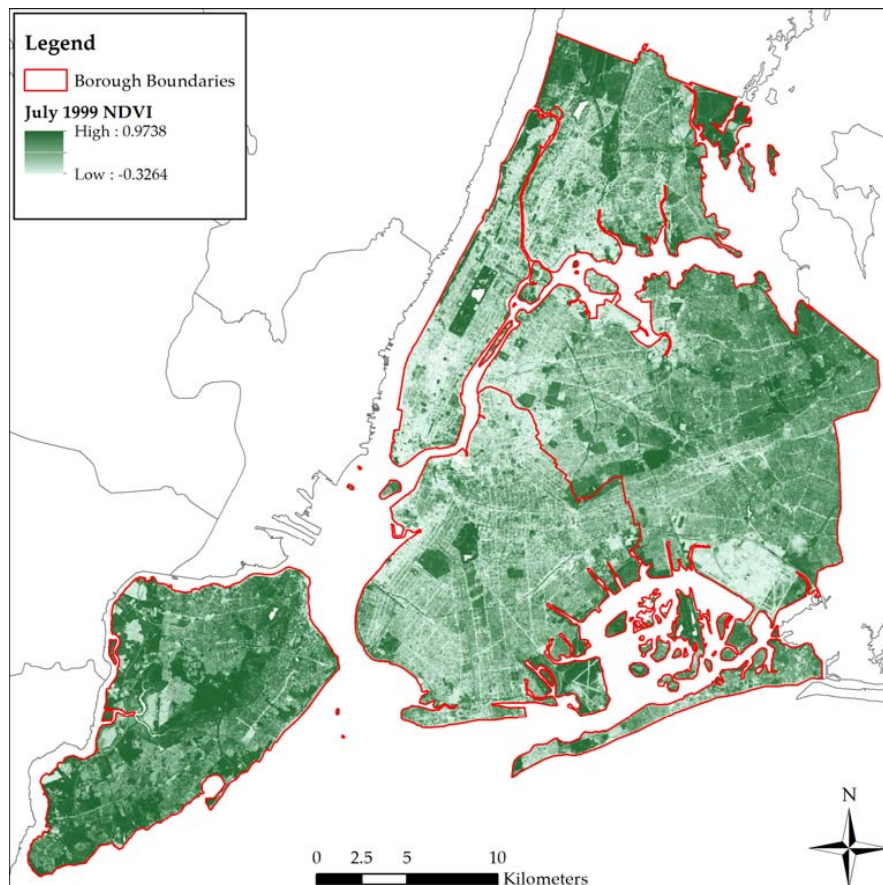 Legend
Borough Boundaries
July 1999 NDVI
High : 0.9738
Low : -0.3264
N
0 2.5 5 10
Kilometers